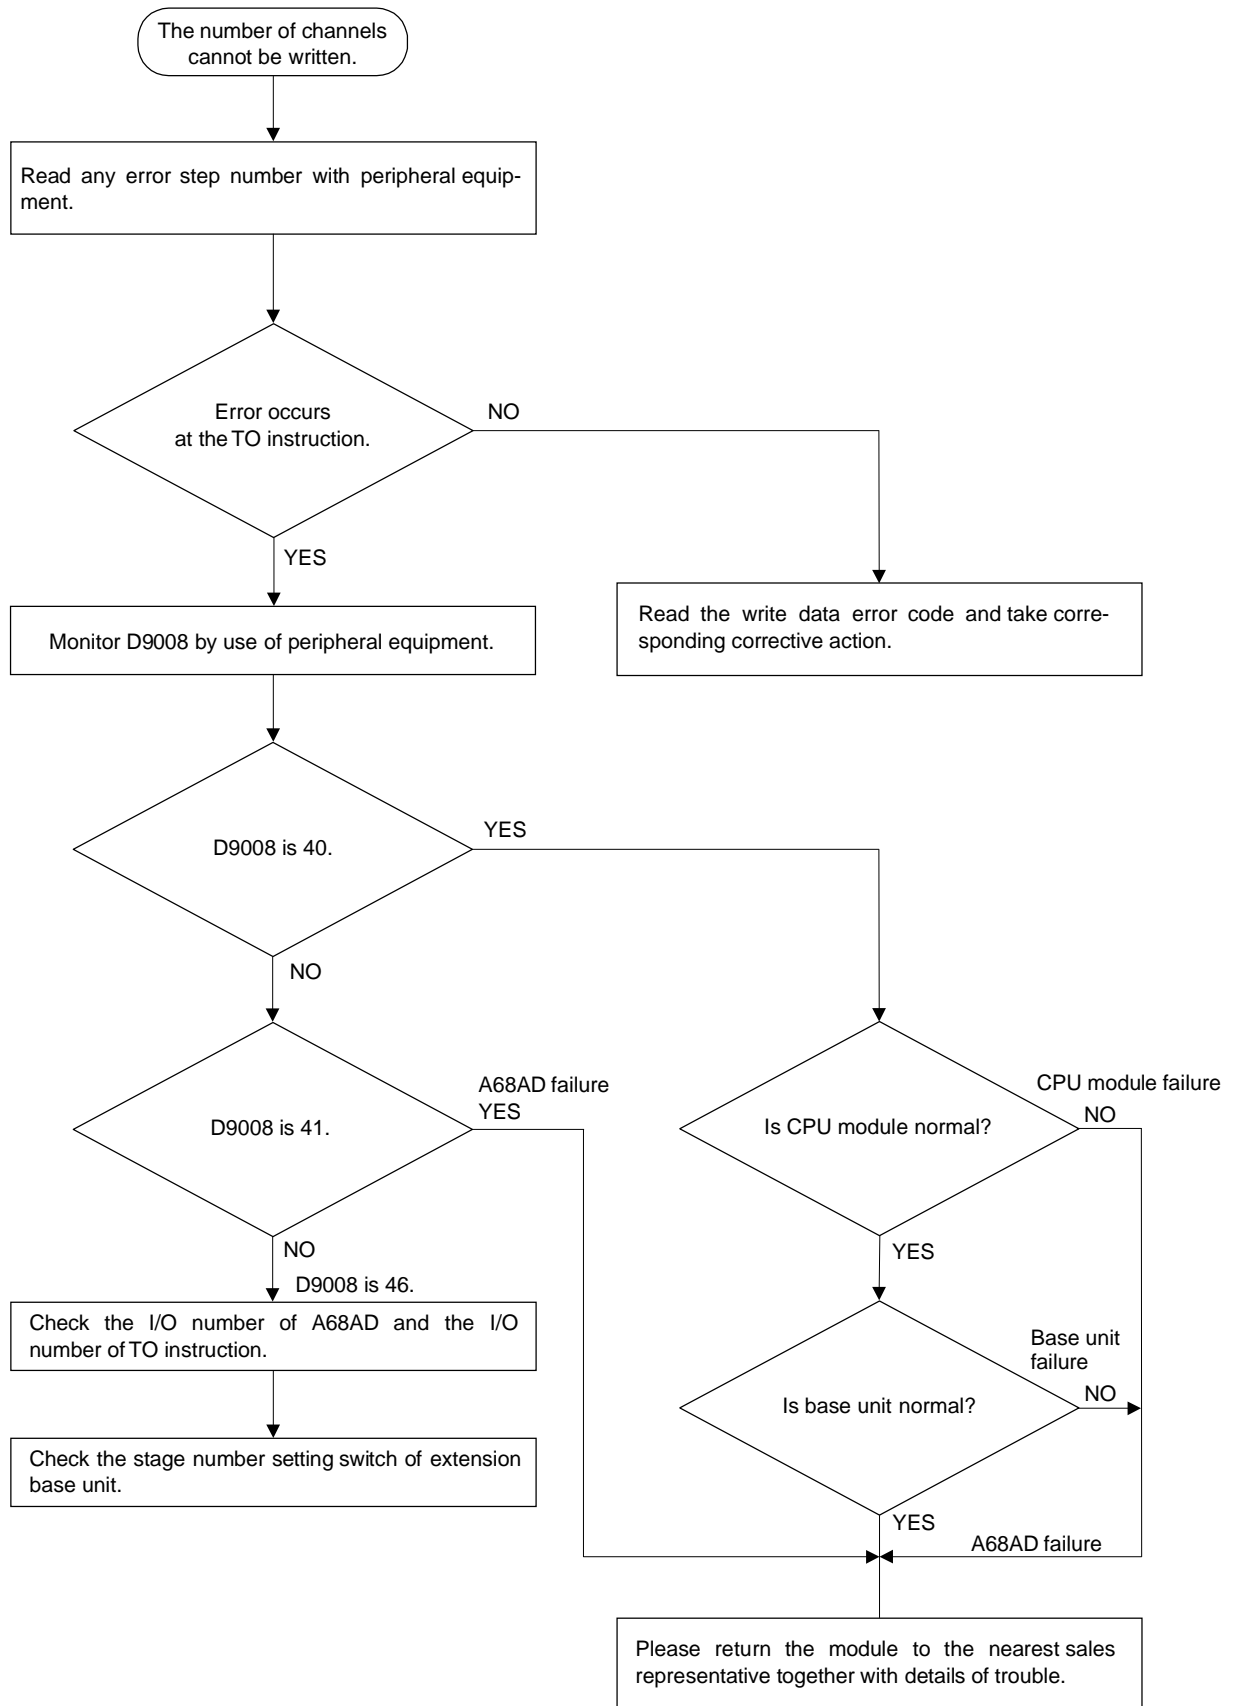 The number of channels
cannot be written.
Read any error step number with peripheral equip-
ment.
Error occurs
at the TO instruction.
NO
YES
Monitor D9008 by use of peripheral equipment.
Read the write data error code and take corre-
sponding corrective action.
D9008 is 40.
YES
NO
D9008 is 41.
A68AD failure
YES
Is CPU module normal?
CPU module failure
NO
NO
D9008 is 46.
YES
Check the I/O number of A68AD and the I/O
number of TO instruction.
Is base unit normal?
Base unit
failure
NO
Check the stage number setting switch of extension
base unit.
YES
A68AD failure
Please return the module to the nearest sales
representative together with details of trouble.